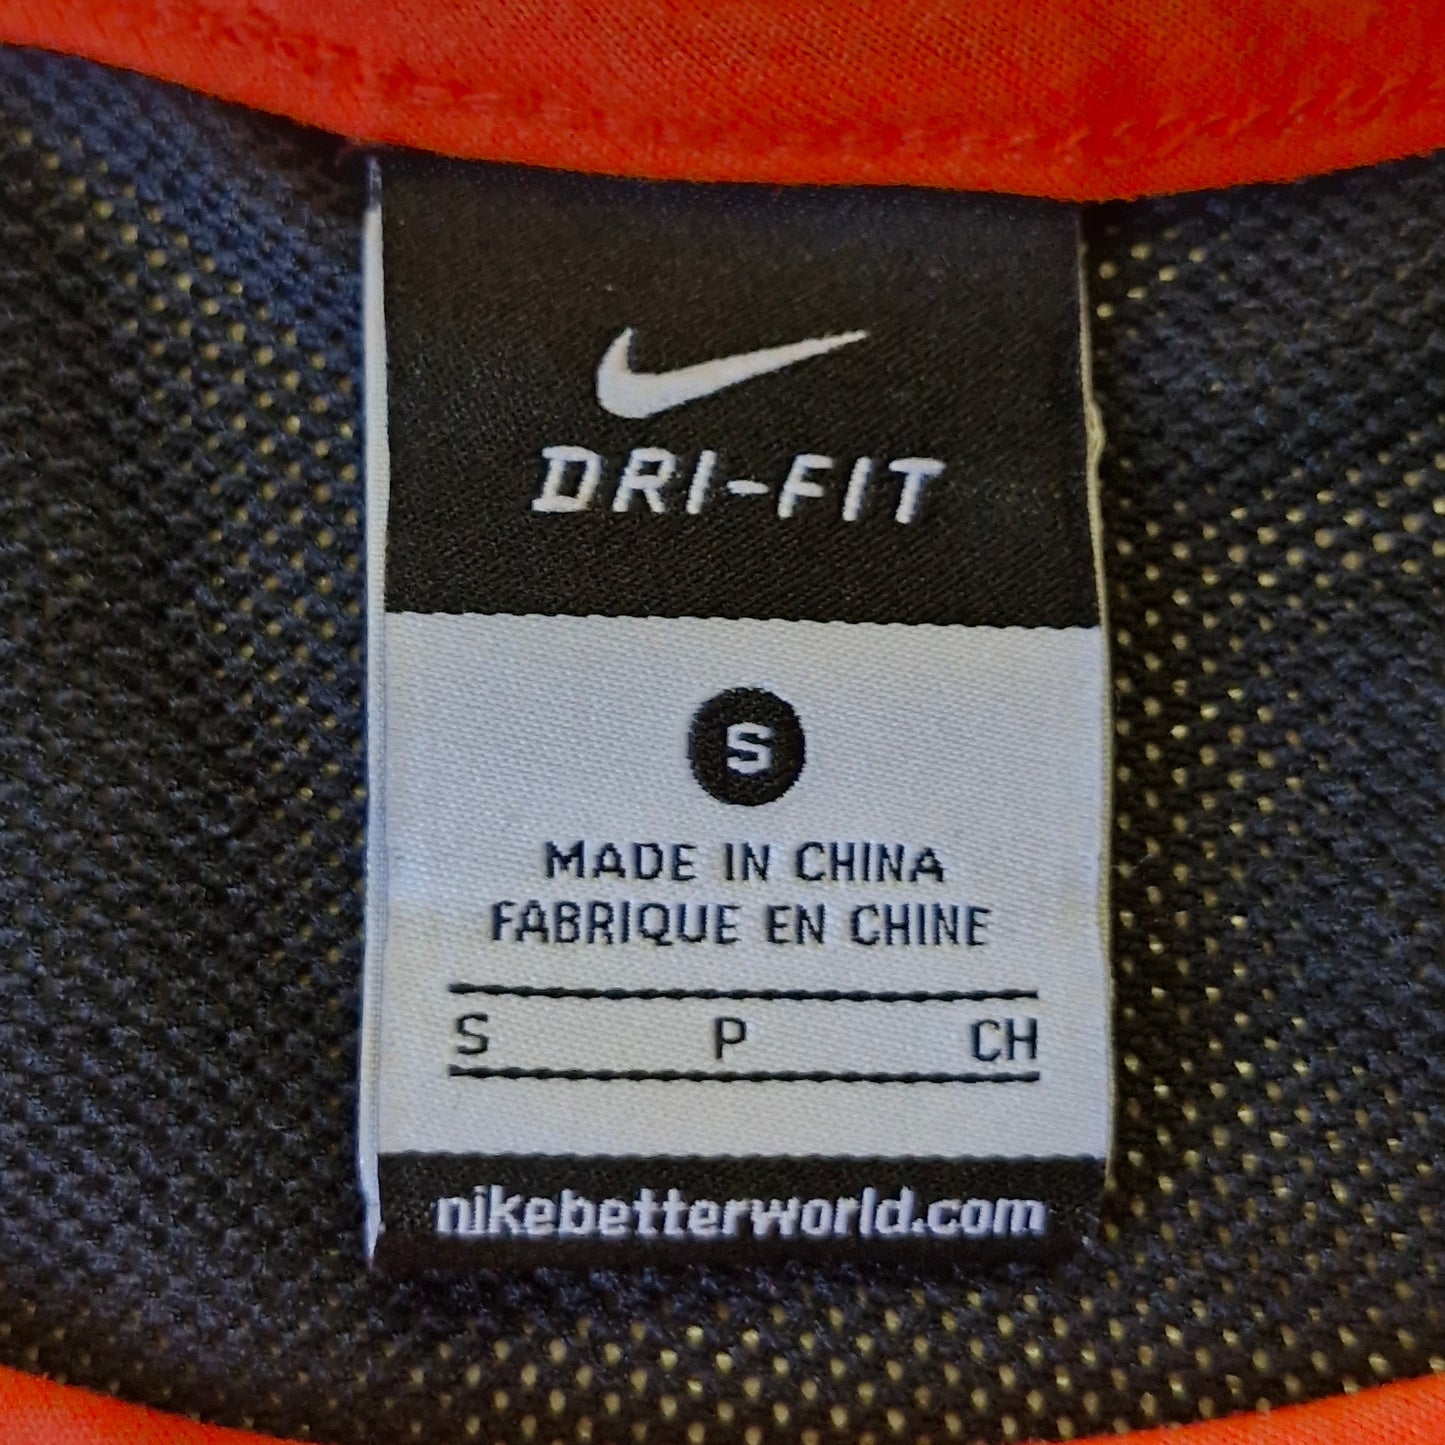 DRI-FIT
S
MADE IN CHINA
FABRIQUE EN CHINE
S P CH
nikebetterworld.com